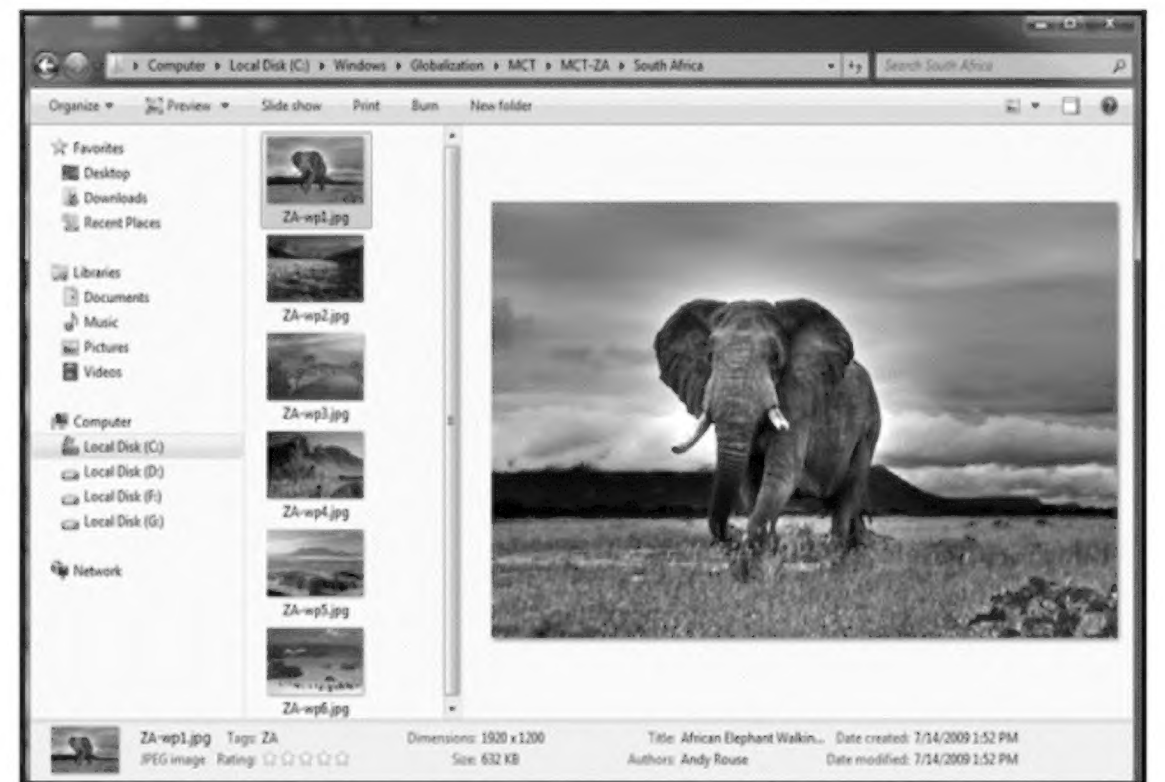 Computer ▸ Local Disk (C:) ▸ Windows ▸ Globalization ▸ MCT ▸ MCT-ZA ▸ South Africa
Search South Africa
Organize Preview Slide show Print Burn New folder
Favorites
Desktop
Downloads
Recent Places
Libraries
Documents
Music
Pictures
Videos
Computer
Local Disk (C:)
Local Disk (D:)
Local Disk (F:)
Local Disk (G:)
Network
ZA-wp1.jpg
ZA-wp2.jpg
ZA-wp3.jpg
ZA-wp4.jpg
ZA-wp5.jpg
ZA-wp6.jpg
ZA-wp1.jpg Tags: ZA Dimensions: 1920 x 1200 Title: African Elephant Walkin... Date created: 7/14/2009 1:52 PM
JPEG image Rating: Size: 632 KB Authors: Andy Rouse Date modified: 7/14/2009 1:52 PM